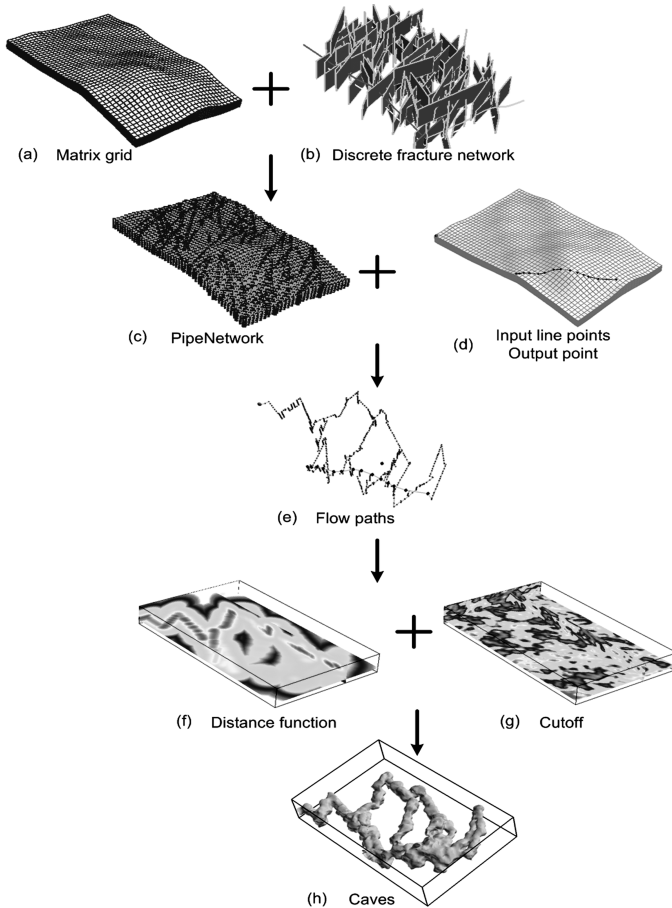 (a) Matrix grid
(b) Discrete fracture network
(c) PipeNetwork
(d) Input line points
Output point
(e) Flow paths
(f) Distance function
(g) Cutoff
(h) Caves